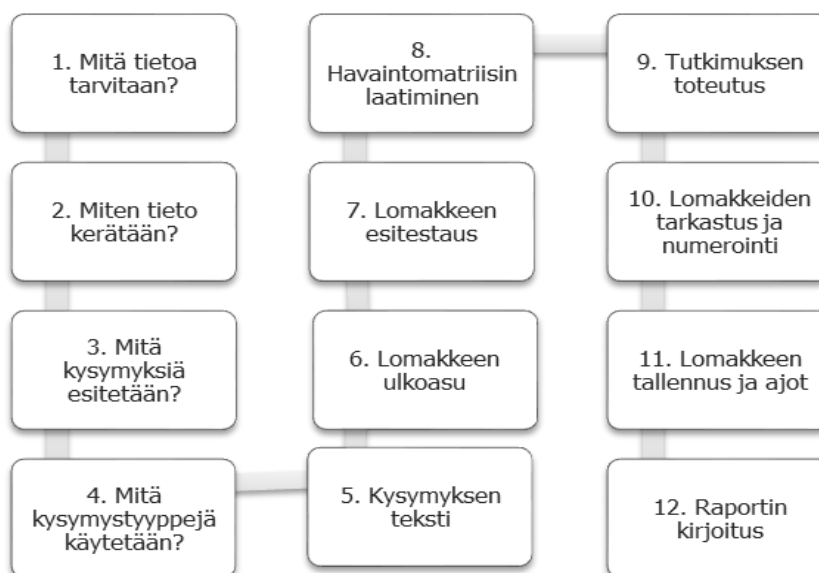 1. Mitä tietoa
tarvitaan?
2. Miten tieto
kerätään?
3. Mitä
kysymyksiä
esitetään?
4. Mitä
kysymystyyppejä
käytetään?
5. Kysymyksen
teksti
6. Lomakkeen
ulkoasu
7. Lomakkeen
esitestaus
8.
Havaintomatriisin
laatiminen
9. Tutkimuksen
toteutus
10. Lomakkeiden
tarkastus ja
numerointi
11. Lomakkeen
tallennus ja ajot
12. Raportin
kirjoitus